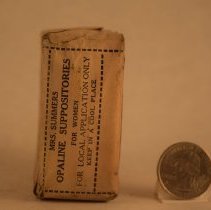 MRS. SUMMERS
OPALINE SUPPOSITORIES
FOR WOMEN
FOR LOCAL APPLICATION ONLY
KEEP IN A COOL PLACE